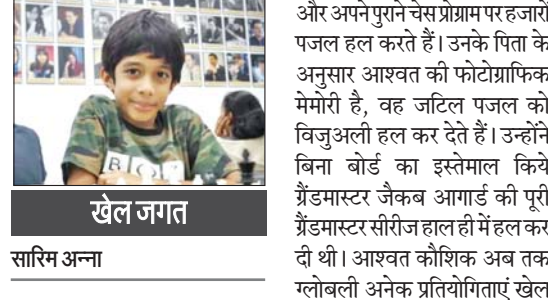 खेल जगत
सारिम अन्ना
और अपने पुराने चेस प्रोग्राम पर हजारों
पजल हल करते हैं। उनके पिता के
अनुसार आश्वत की फोटोग्राफिक
मेमोरी है, वह जटिल पजल को
विजुअली हल कर देते हैं। उन्होंने
बिना बोर्ड का इस्तेमाल किये
ग्रैंडमास्टर जैकब आगार्ड की पूरी
ग्रैंडमास्टर सीरीज हाल ही में हल कर
दी थी। आश्वत कौशिक अब तक
ग्लोबली अनेक प्रतियोगिताएं खेल